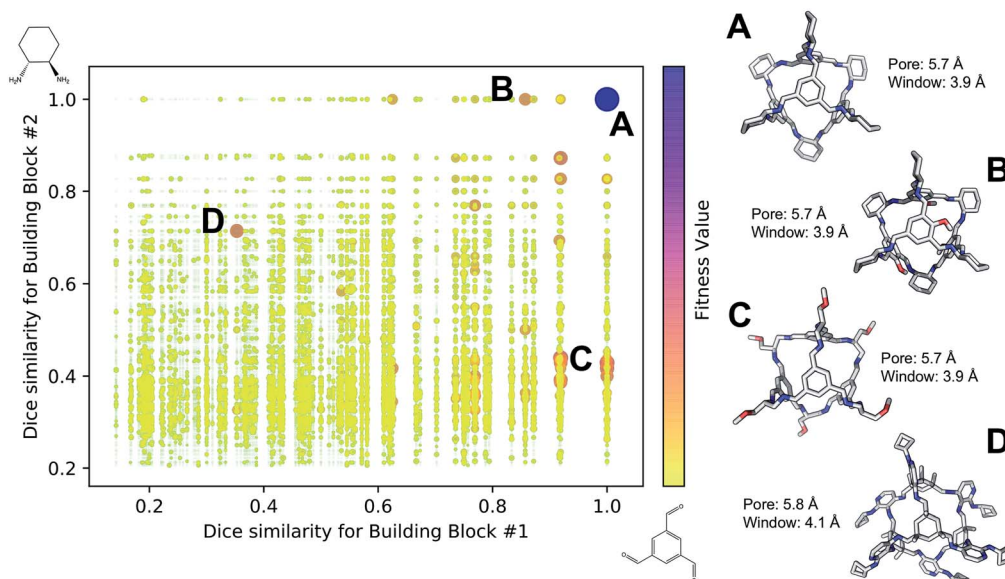 NH₂
NH₂
Dice similarity for Building Block #2
1.0
0.8
0.6
0.4
0.2
0.2
0.4
0.6
0.8
1.0
Dice similarity for Building Block #1
A
B
C
D
Fitness Value
O
O
O
A
Pore: 5.7 Å
Window: 3.9 Å
B
Pore: 5.7 Å
Window: 3.9 Å
C
Pore: 5.7 Å
Window: 3.9 Å
D
Pore: 5.8 Å
Window: 4.1 Å